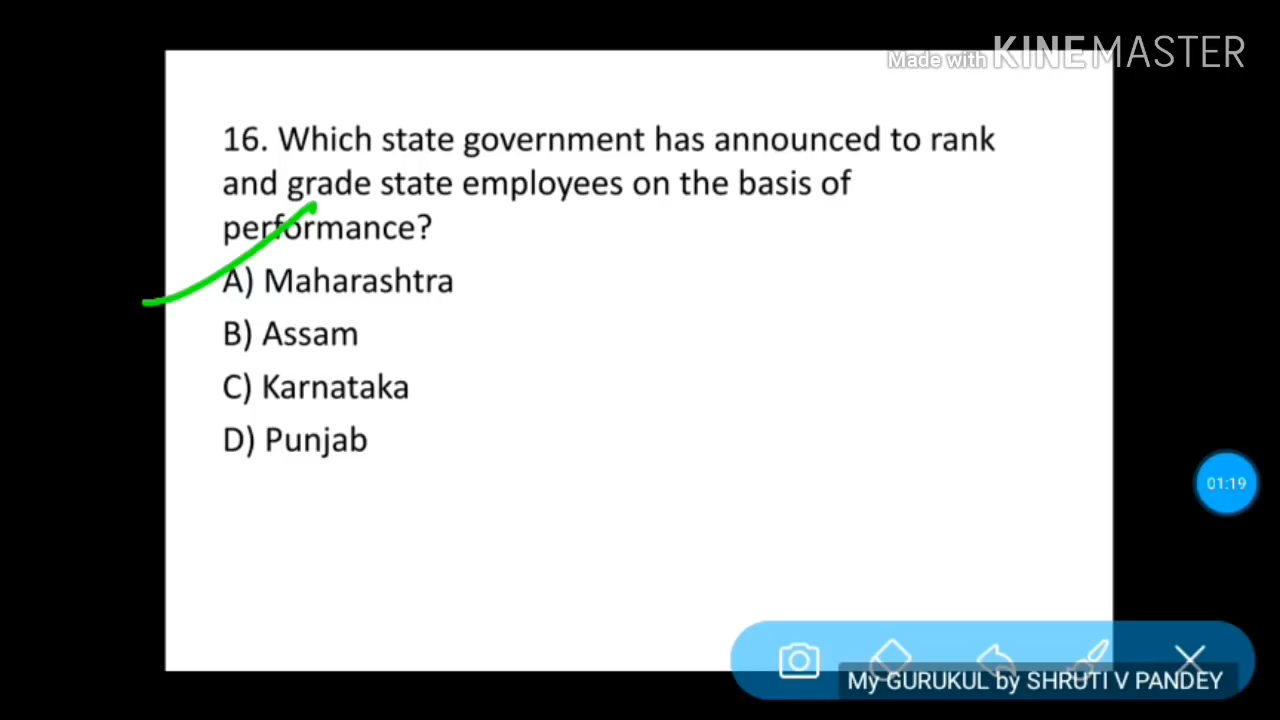 Made with KINEMASTER
16. Which state government has announced to rank
and grade state employees on the basis of
performance?
A) Maharashtra
B) Assam
C) Karnataka
D) Punjab
01:19
My GURUKUL by SHRUTI V PANDEY